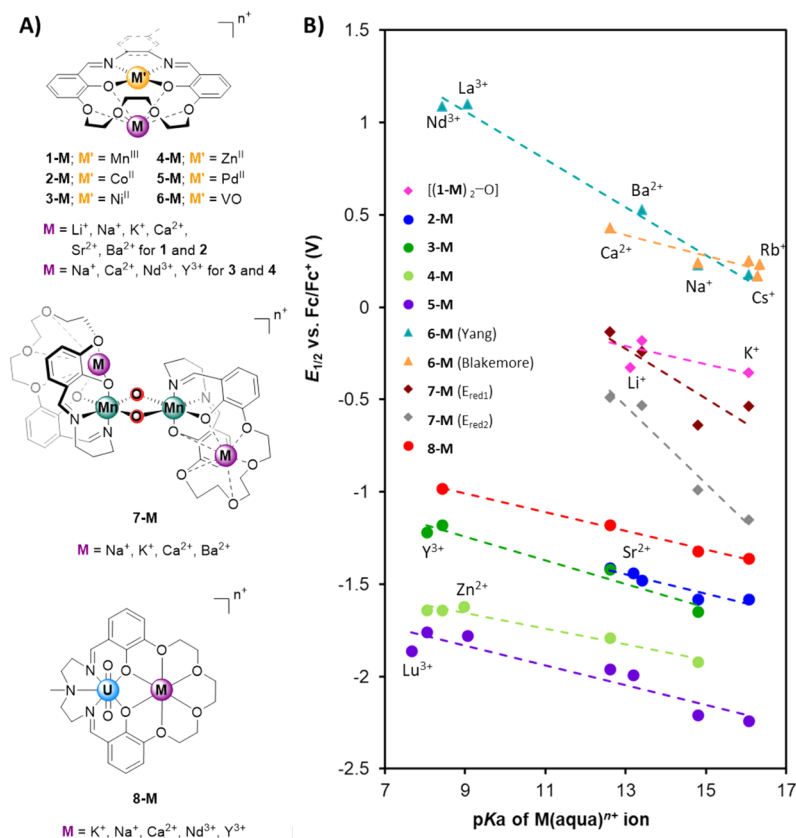 A)
n⁺
N
N
M'
O
O
O
O
O
O
M
1-M; M' = Mnᴵᴵᴵ
4-M; M' = Znᴵᴵ
2-M; M' = Coᴵᴵ
5-M; M' = Pdᴵᴵ
3-M; M' = Niᴵᴵ
6-M; M' = VO
M = Li⁺, Na⁺, K⁺, Ca²⁺,
Sr²⁺, Ba²⁺ for 1 and 2
M = Na⁺, Ca²⁺, Nd³⁺, Y³⁺ for 3 and 4
n⁺
M
Mn
O
O
Mn
M
7-M
M = Na⁺, K⁺, Ca²⁺, Ba²⁺
n⁺
N
N
N
O
U
O
O
O
M
O
O
O
O
8-M
M = K⁺, Na⁺, Ca²⁺, Nd³⁺, Y³⁺
B)
E1/2 vs. Fc/Fc⁺ (V)
1.5
1
0.5
0
-0.5
-1
-1.5
-2
-2.5
La³⁺
Nd³⁺
Ba²⁺
Ca²⁺
Rb⁺
Na⁺
Cs⁺
[(1-M)₂–O]
2-M
3-M
4-M
5-M
6-M (Yang)
6-M (Blakemore)
7-M (Ered1)
7-M (Ered2)
8-M
K⁺
Li⁺
Y³⁺
Sr²⁺
Zn²⁺
Lu³⁺
7
9
11
13
15
17
pKa of M(aqua)ⁿ⁺ ion